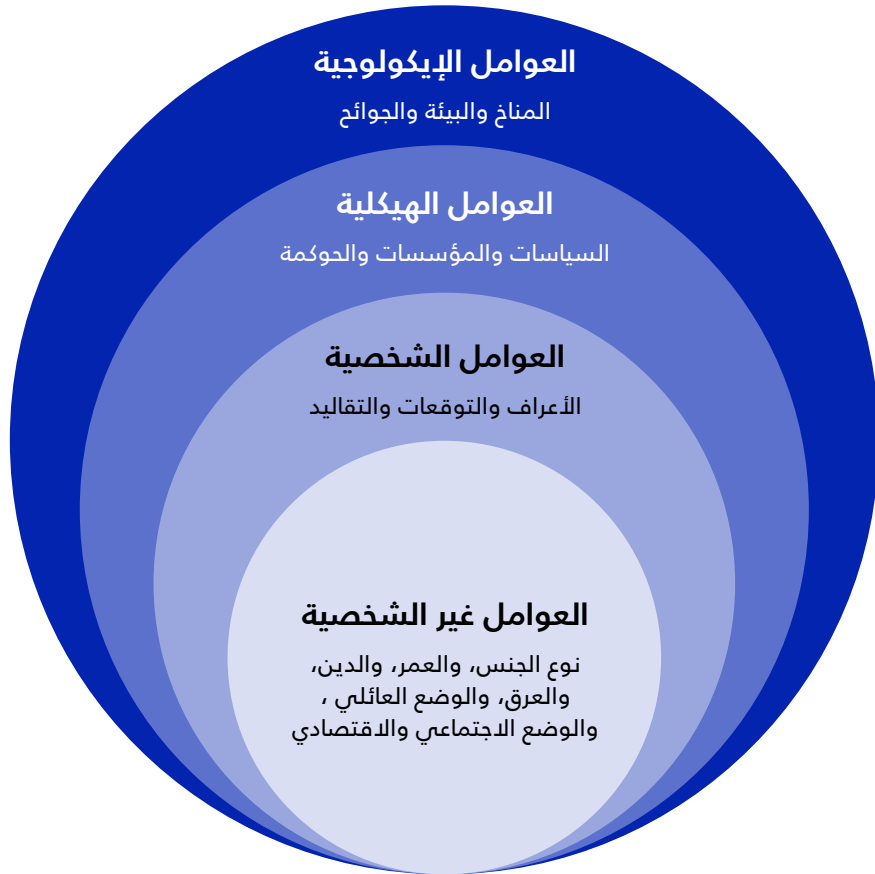 العوامل الإيكولوجية
المناخ والبيئة والجوائح
العوامل الهيكلية
السياسات والمؤسسات والحوكمة
العوامل الشخصية
الأعراف والتوقعات والتقاليد
العوامل غير الشخصية
نوع الجنس، والعمر، والدين،
والعرق، والوضع العائلي ،
والوضع الاجتماعي والاقتصادي